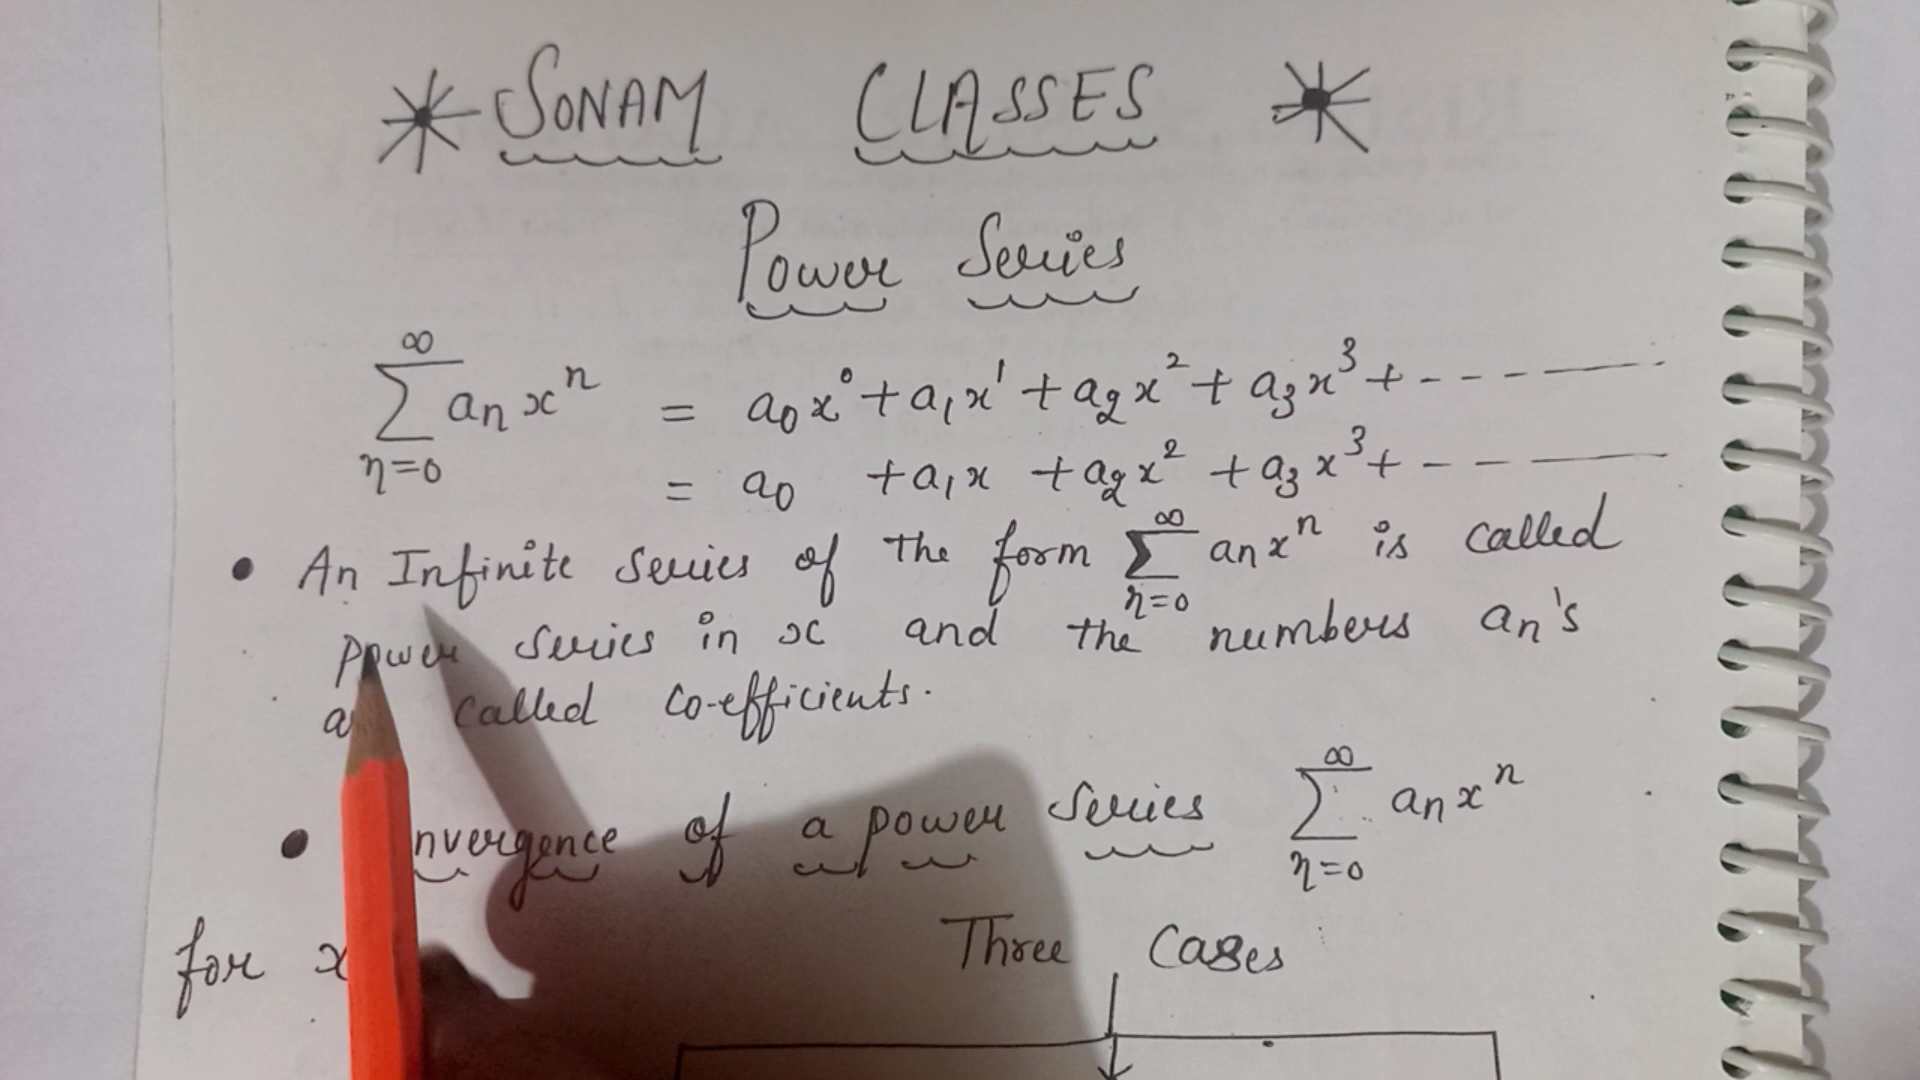 SONAM CLASSES
Power Series
∞∑n=0 aₙxⁿ = a₀x⁰ + a₁x¹ + a₂x² + a₃x³ + - - - -
= a₀ + a₁x + a₂x² + a₃x³ + - - -
• An Infinite Series of the form ∞∑n=0 aₙxⁿ is called
power series in x and the numbers aₙ's
called co-efficients.
• of a power series ∞∑n=0 aₙxⁿ
for x Three Cases